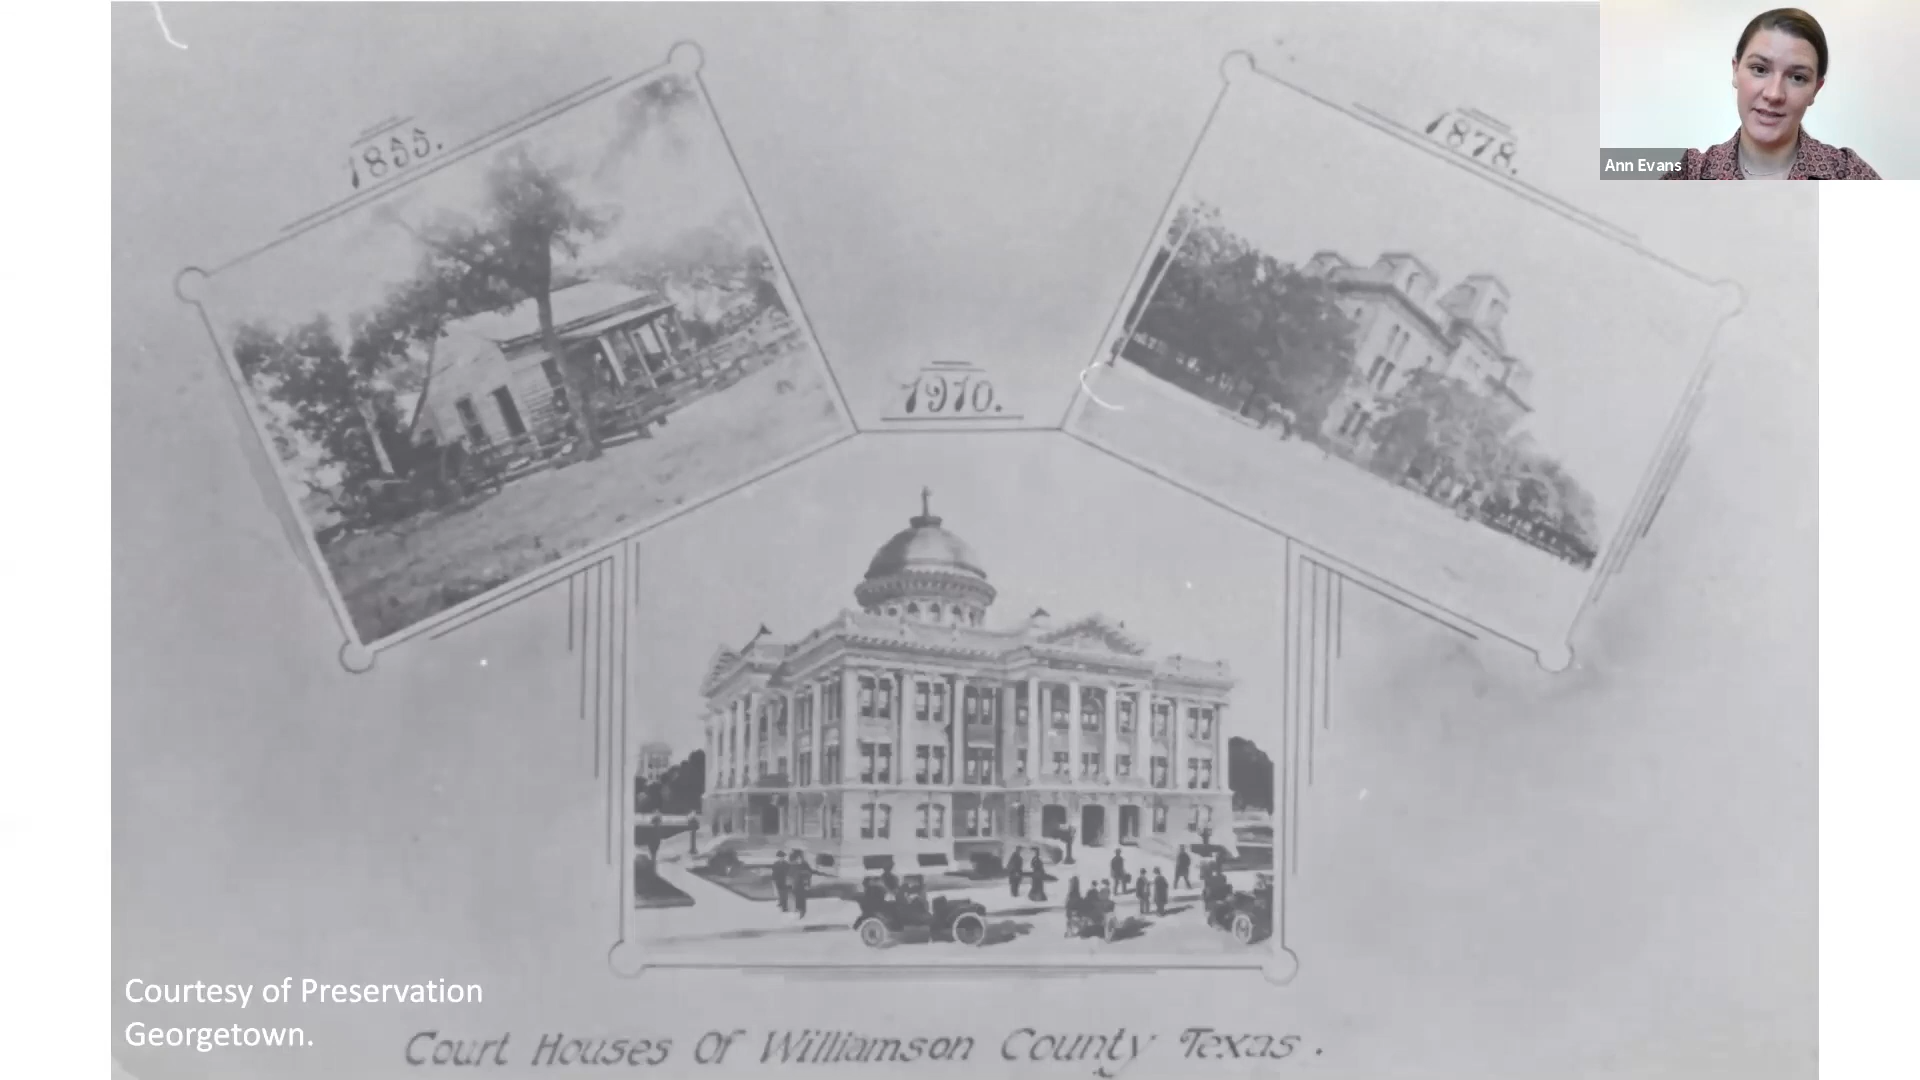 1855.
1878.
Ann Evans
1910.
Courtesy of Preservation
Georgetown.
Court Houses Of Williamson County Texas.